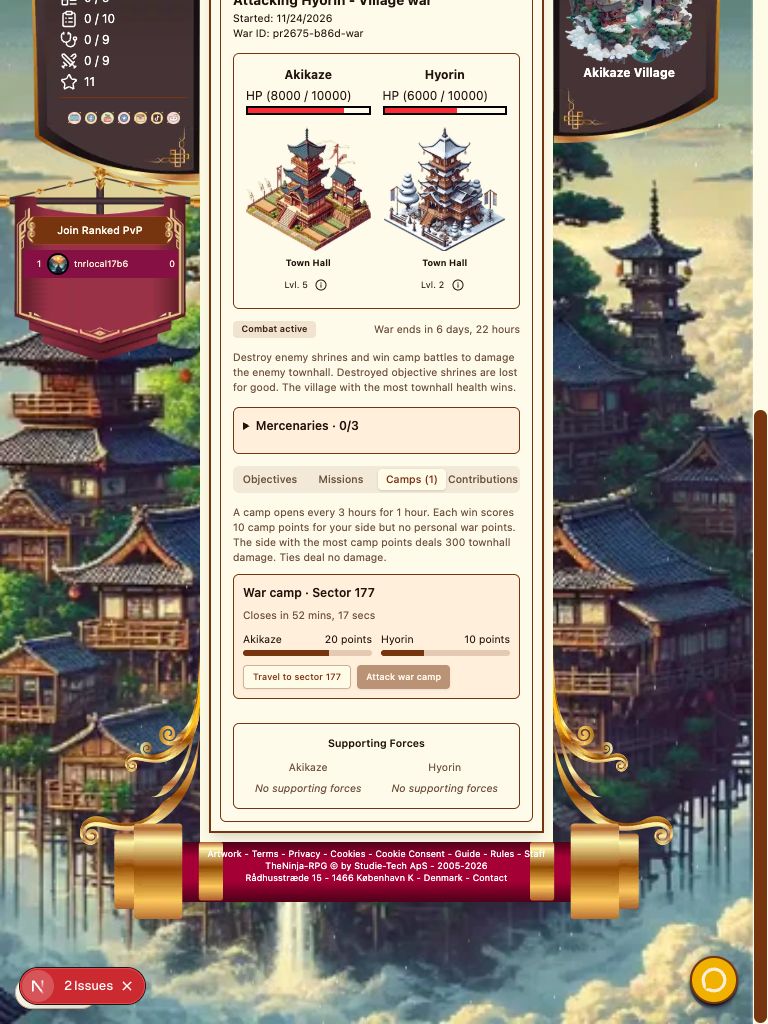 0 / 10
0 / 9
0 / 9
11
Join Ranked PvP
1 tnrlocal17b6 0
Attacking Hyorin - Village war
Started: 11/24/2026
War ID: pr2675-b86d-war
Akikaze
HP (8000 / 10000)
Town Hall
Lvl. 5
Hyorin
HP (6000 / 10000)
Town Hall
Lvl. 2
Combat active
War ends in 6 days, 22 hours
Destroy enemy shrines and win camp battles to damage
the enemy townhall. Destroyed objective shrines are lost
for good. The village with the most townhall health wins.
Mercenaries · 0/3
Objectives Missions Camps (1) Contributions
A camp opens every 3 hours for 1 hour. Each win scores
10 camp points for your side but no personal war points.
The side with the most camp points deals 300 townhall
damage. Ties deal no damage.
War camp · Sector 177
Closes in 52 mins, 17 secs
Akikaze 20 points Hyorin 10 points
Travel to sector 177 Attack war camp
Supporting Forces
Akikaze Hyorin
No supporting forces No supporting forces
Akikaze Village
Artwork - Terms - Privacy - Cookies - Cookie Consent - Guide - Rules - Staff
TheNinja-RPG © by Studie-Tech ApS - 2005-2026
Rådhusstræde 15 - 1466 København K - Denmark - Contact
N 2 Issues